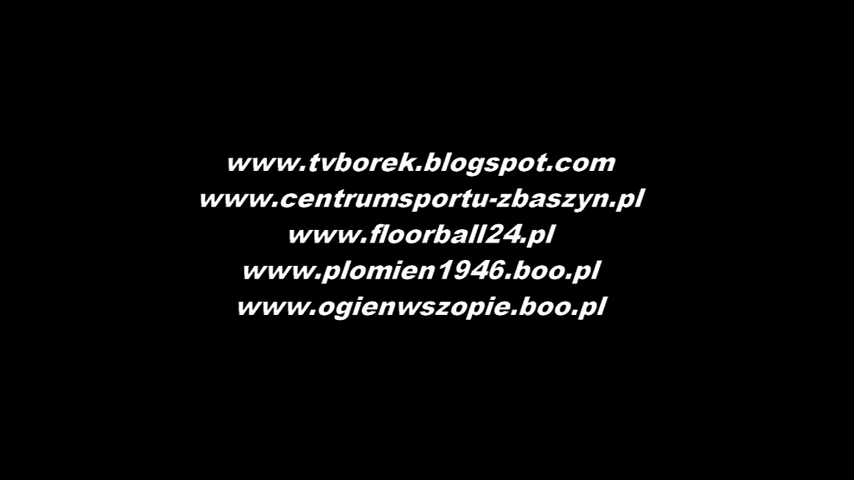 www.tvborek.blogspot.com
www.centrumsportu-zbaszyn.pl
www.floorball24.pl
www.plomien1946.boo.pl
www.ogienwszopie.boo.pl